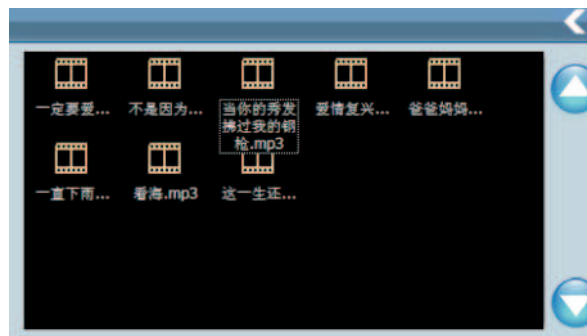 一定要爱...
不是因为...
当你的秀发
拂过我的钢
枪.mp3
爱情复兴...
爸爸妈妈...
一直下雨...
看海.mp3
这一生还...